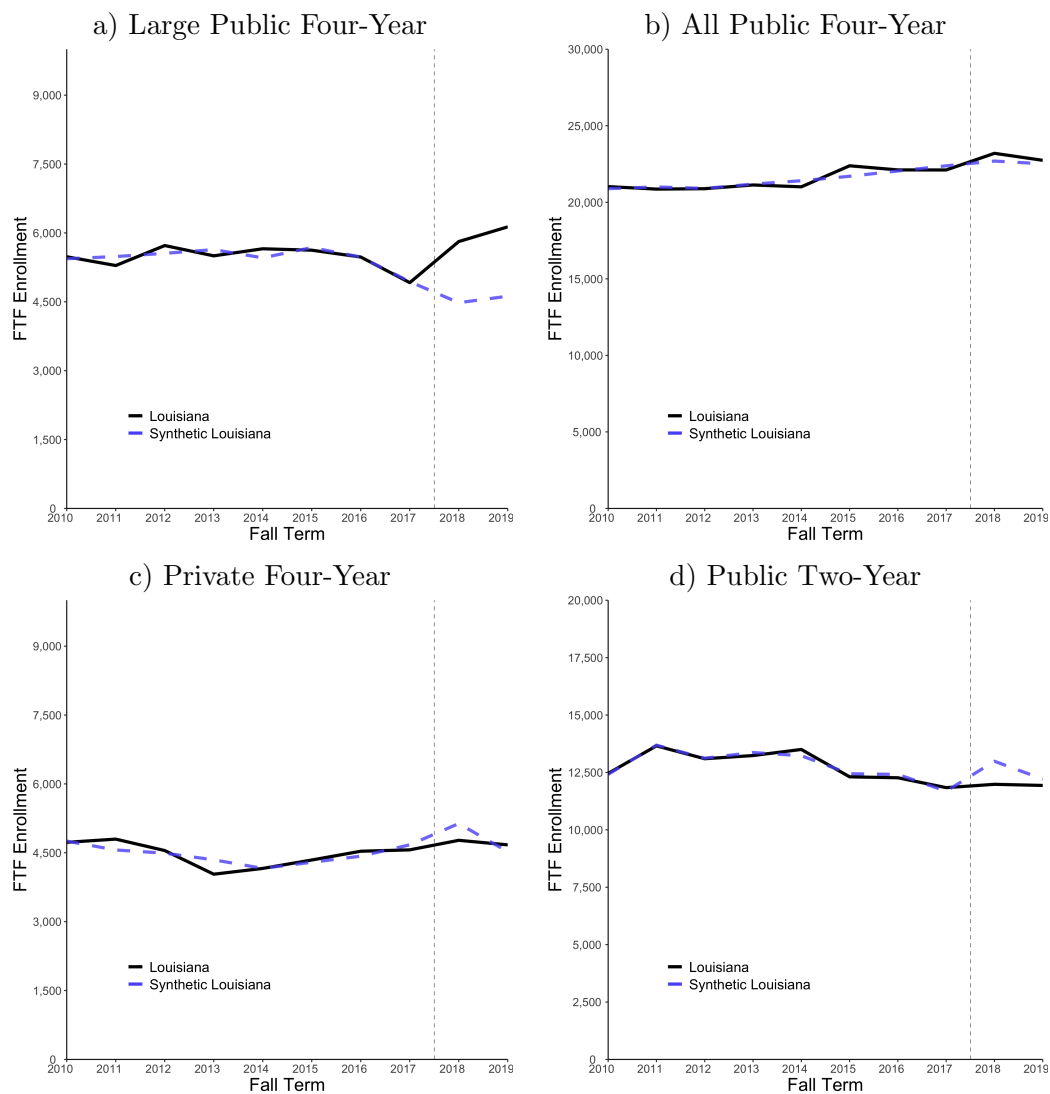 a) Large Public Four-Year
FTF Enrollment
9,000
7,500
6,000
4,500
3,000
1,500
0
Louisiana
Synthetic Louisiana
2010 2011 2012 2013 2014 2015 2016 2017 2018 2019
Fall Term
b) All Public Four-Year
FTF Enrollment
30,000
25,000
20,000
15,000
10,000
5,000
0
Louisiana
Synthetic Louisiana
2010 2011 2012 2013 2014 2015 2016 2017 2018 2019
Fall Term
c) Private Four-Year
FTF Enrollment
9,000
7,500
6,000
4,500
3,000
1,500
0
Louisiana
Synthetic Louisiana
2010 2011 2012 2013 2014 2015 2016 2017 2018 2019
Fall Term
d) Public Two-Year
FTF Enrollment
20,000
17,500
15,000
12,500
10,000
7,500
5,000
2,500
0
Louisiana
Synthetic Louisiana
2010 2011 2012 2013 2014 2015 2016 2017 2018 2019
Fall Term